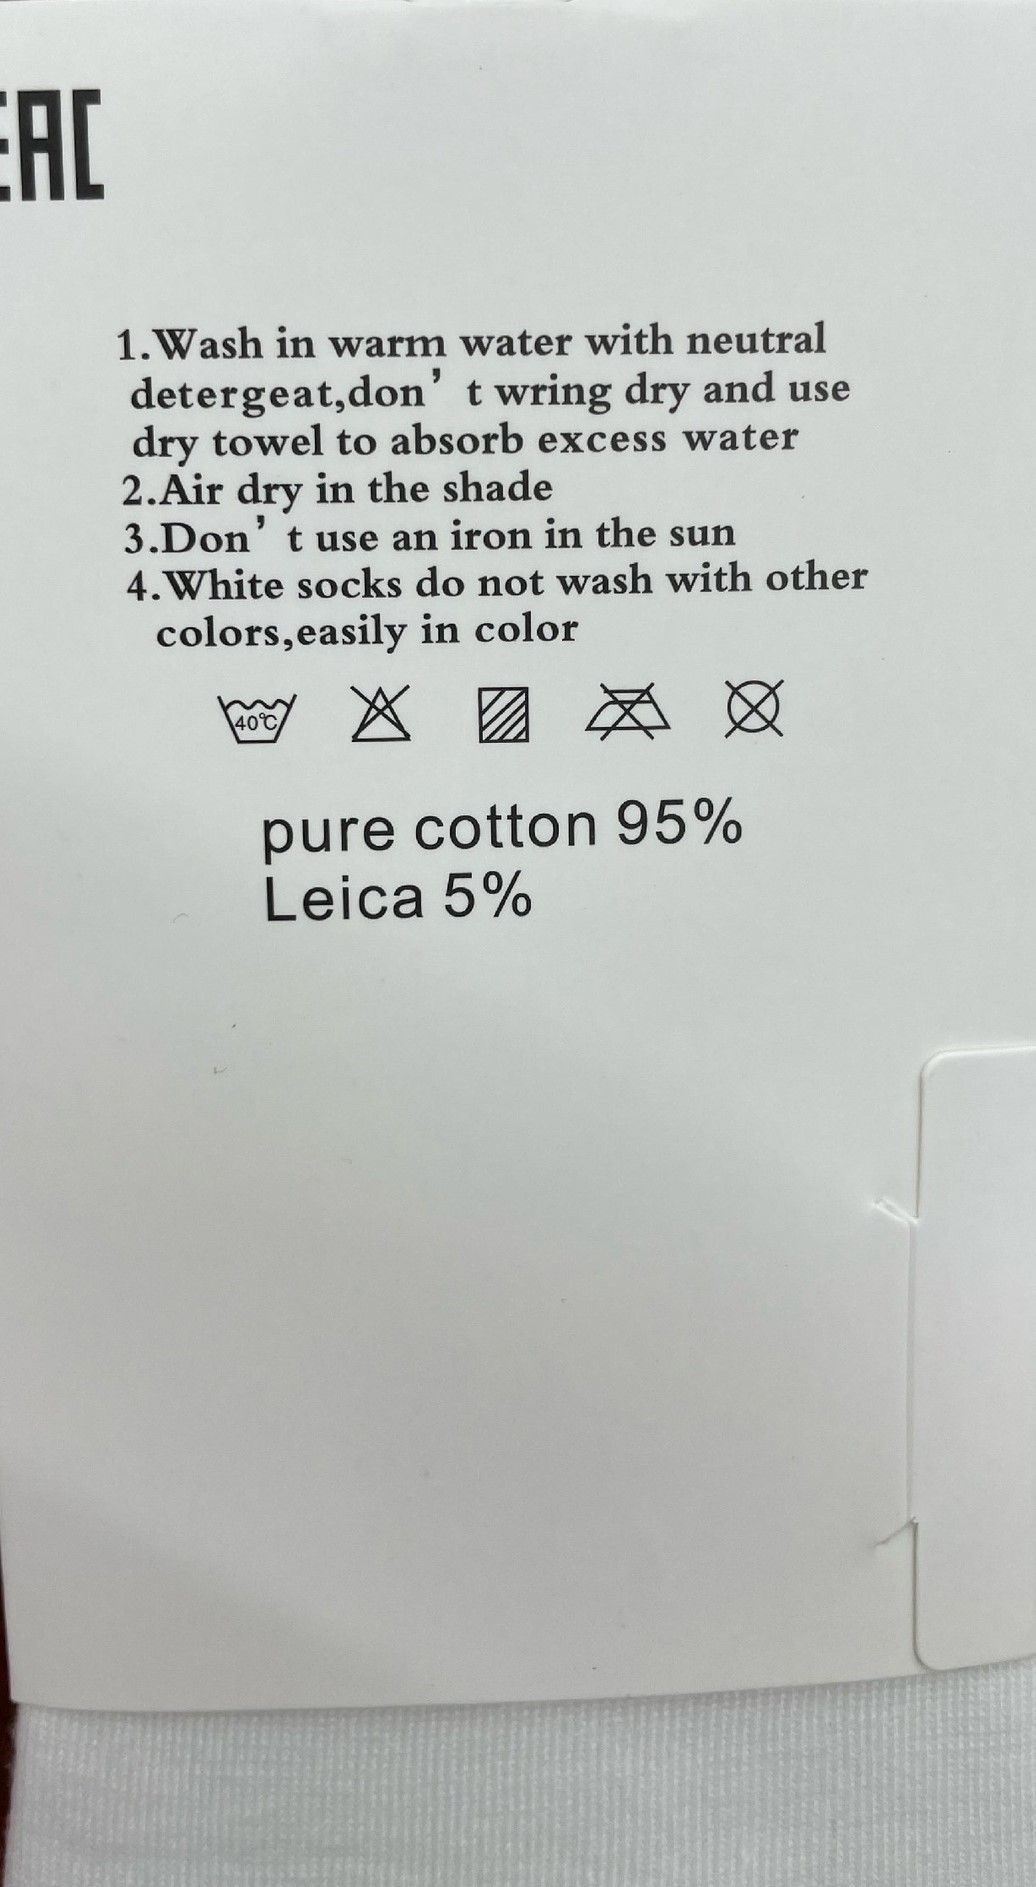 EAC
1.Wash in warm water with neutral
detergeat,don’ t wring dry and use
dry towel to absorb excess water
2.Air dry in the shade
3.Don’ t use an iron in the sun
4.White socks do not wash with other
colors,easily in color
40℃
pure cotton 95%
Leica 5%